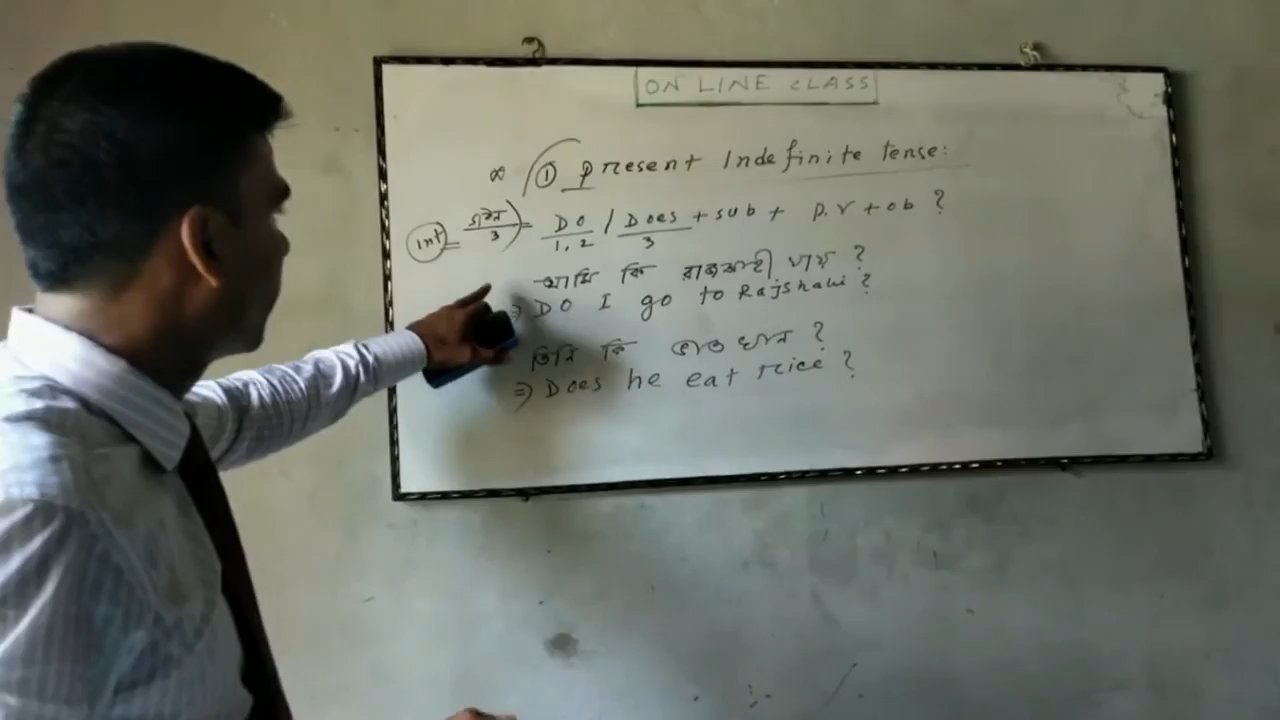 ON LINE CLASS
① Present Indefinite tense:
int = গঠন 3) = DO 1,2 / Does 3 + sub + p.v + ob ?
আমি কি রাজশাহী যায় ?
⇒ DO I go to Rajshahi ?
তিনি কি ভাত খান ?
⇒ Does he eat rice ?